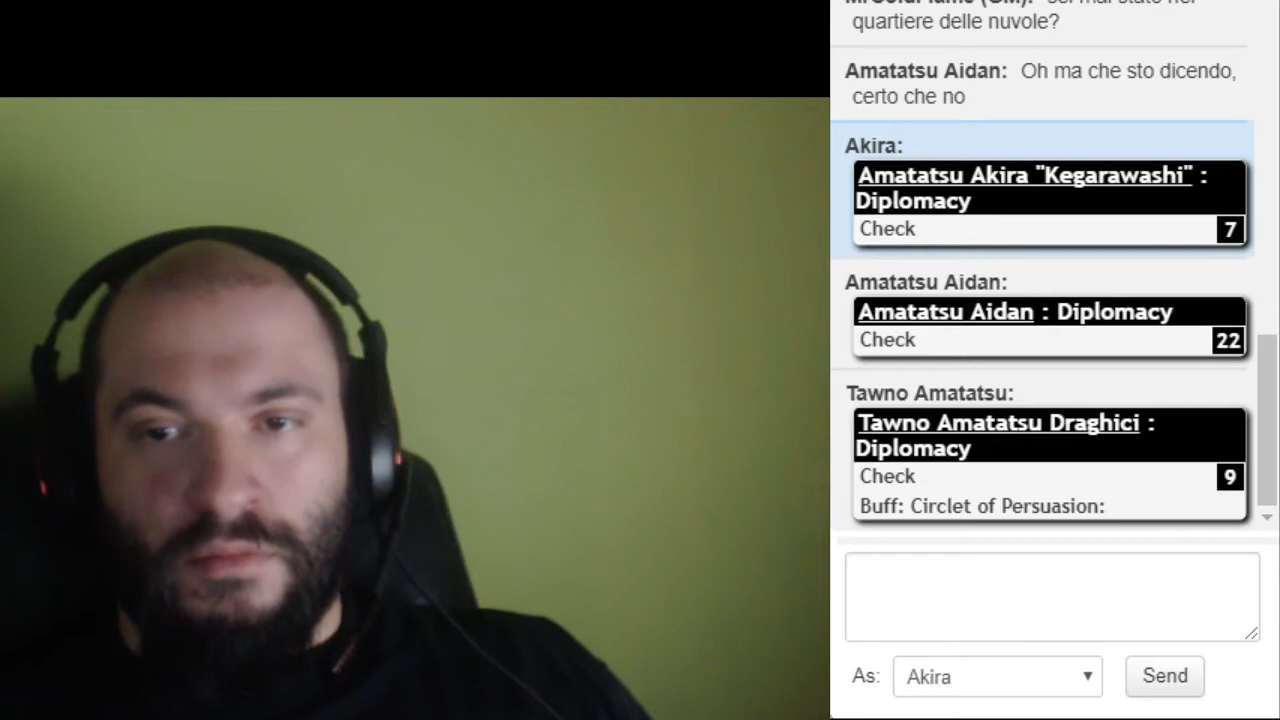 quartiere delle nuvole?
Amatatsu Aidan: Oh ma che sto dicendo,
certo che no
Akira:
Amatatsu Akira "Kegarawashi" :
Diplomacy
Check 7
Amatatsu Aidan:
Amatatsu Aidan : Diplomacy
Check 22
Tawno Amatatsu:
Tawno Amatatsu Draghici :
Diplomacy
Check 9
Buff: Circlet of Persuasion:
As: Akira Send